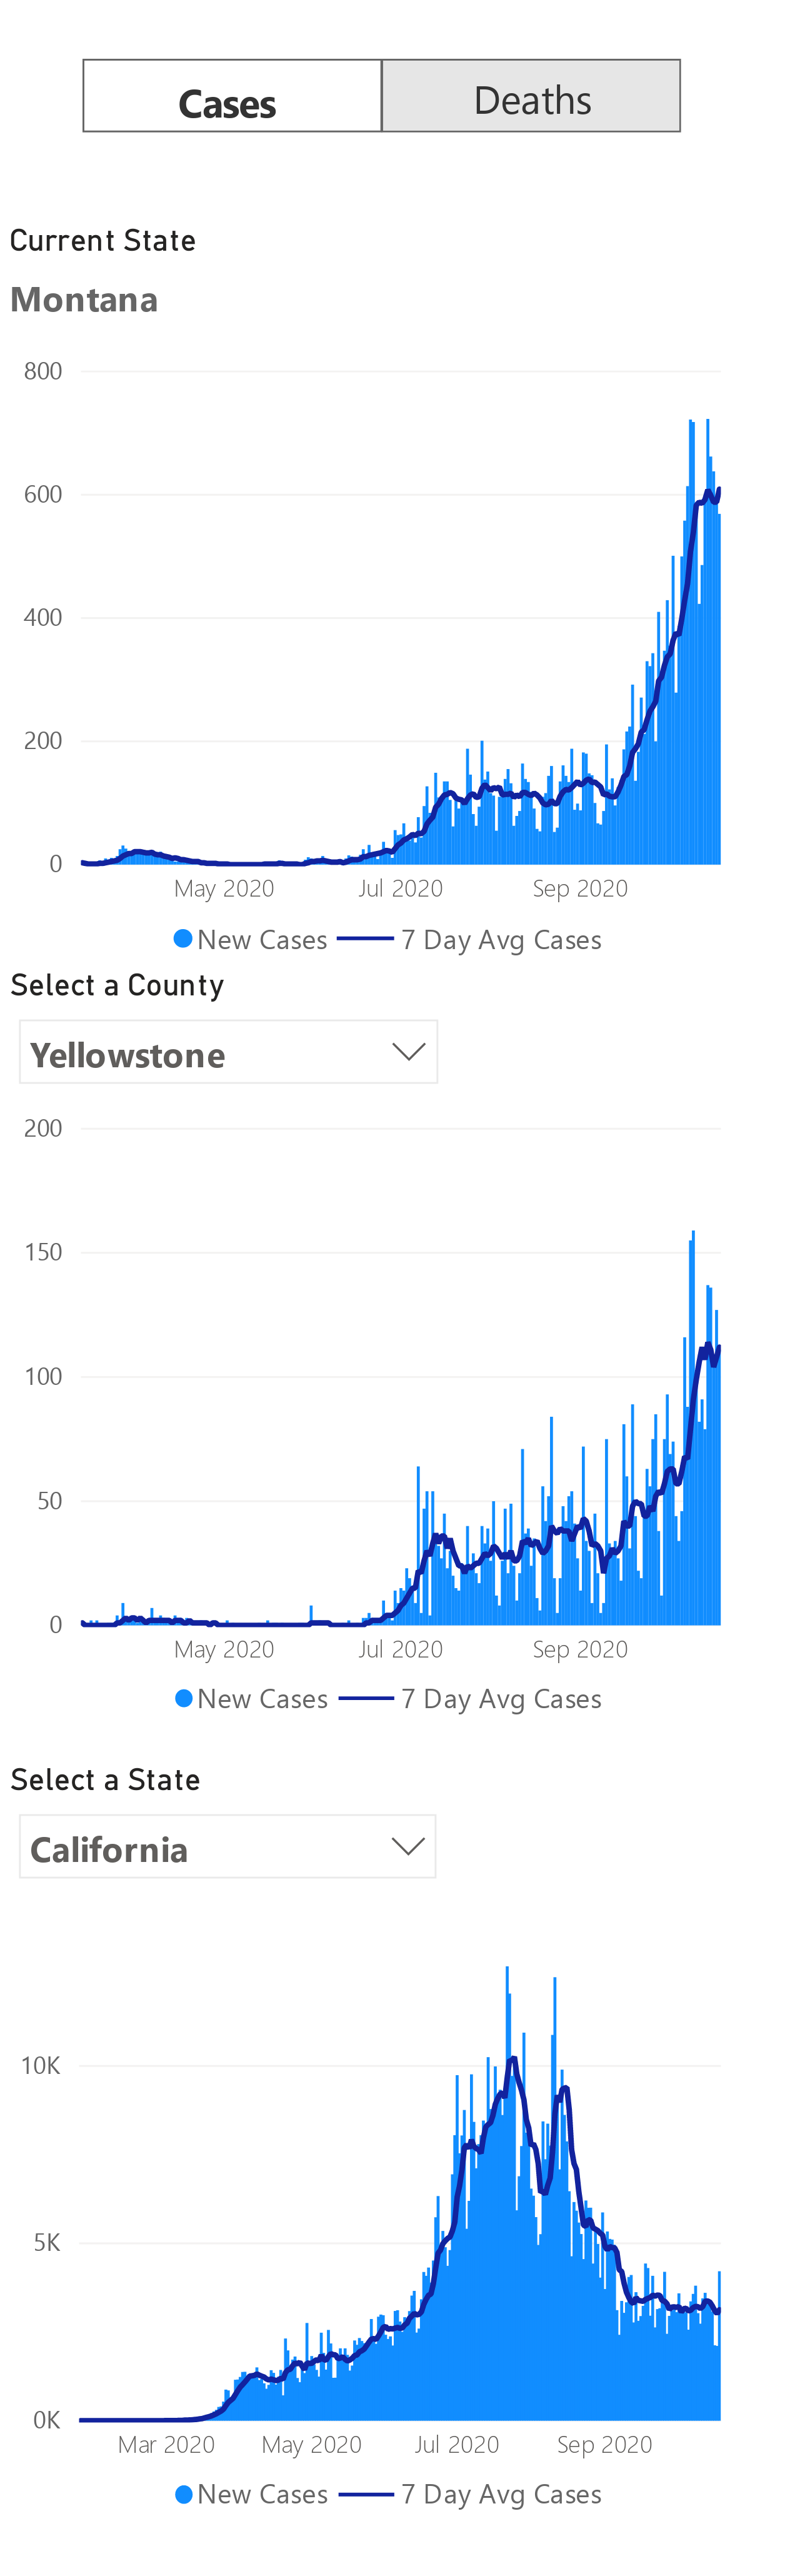 Cases Deaths
Current State
Montana
800
600
400
200
0
May 2020 Jul 2020 Sep 2020
New Cases 7 Day Avg Cases
Select a County
Yellowstone
200
150
100
50
0
May 2020 Jul 2020 Sep 2020
New Cases 7 Day Avg Cases
Select a State
California
10K
5K
0K
Mar 2020 May 2020 Jul 2020 Sep 2020
New Cases 7 Day Avg Cases